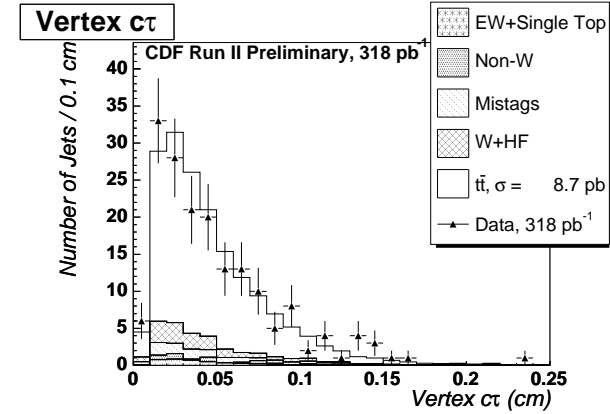 Vertex cτ
CDF Run II Preliminary, 318 pb-1
Number of Jets / 0.1 cm
40
35
30
25
20
15
10
5
0
0
0.05
0.1
0.15
0.2
0.25
Vertex cτ (cm)
EW+Single Top
Non-W
Mistags
W+HF
tt̄, σ = 8.7 pb
Data, 318 pb-1